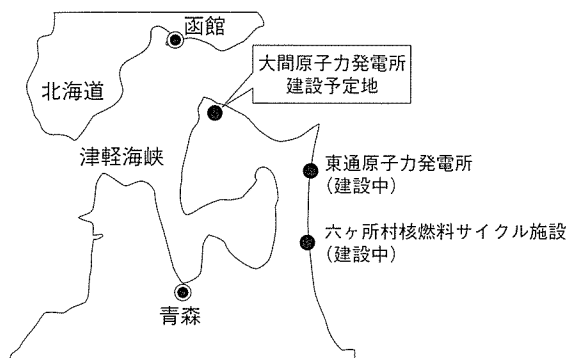 函館
大間原子力発電所
建設予定地
北海道
津軽海峡
東通原子力発電所
(建設中)
六ヶ所村核燃料サイクル施設
(建設中)
青森